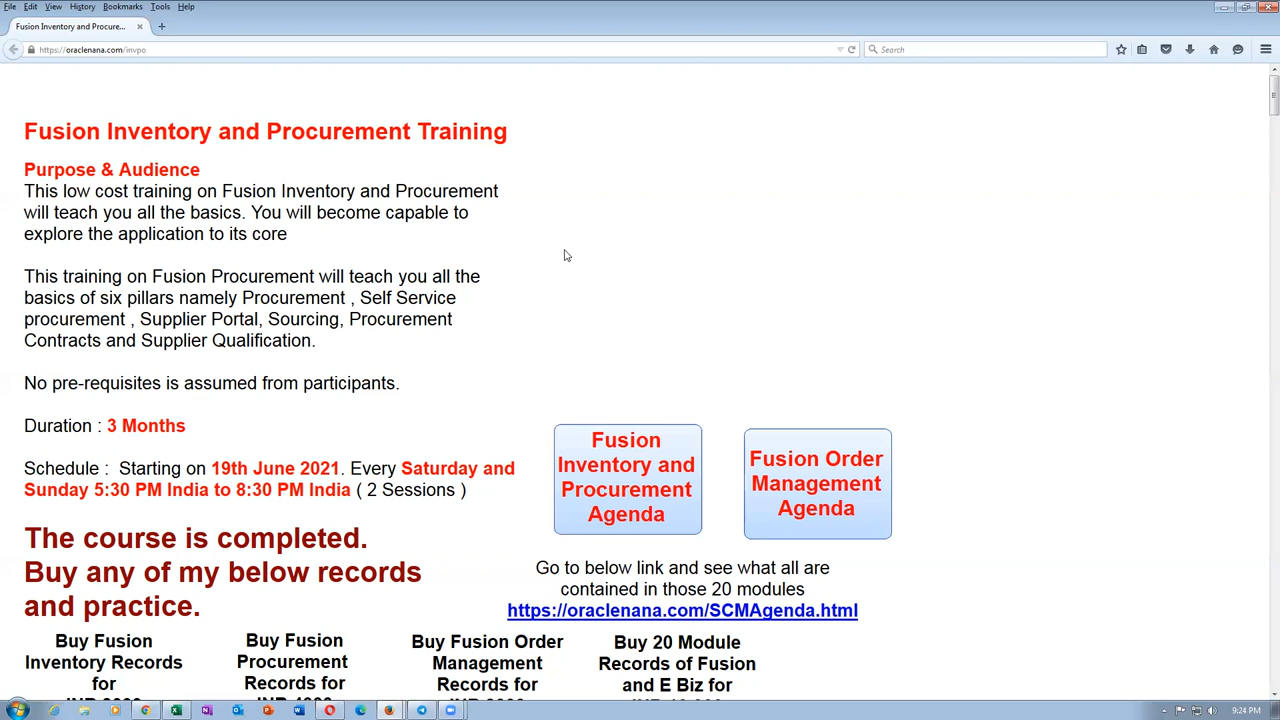 File Edit View History Bookmarks Tools Help
Fusion Inventory and Procure...
https://oraclenana.com/invpo
Search
Fusion Inventory and Procurement Training
Purpose & Audience
This low cost training on Fusion Inventory and Procurement
will teach you all the basics. You will become capable to
explore the application to its core
This training on Fusion Procurement will teach you all the
basics of six pillars namely Procurement , Self Service
procurement , Supplier Portal, Sourcing, Procurement
Contracts and Supplier Qualification.
No pre-requisites is assumed from participants.
Duration : 3 Months
Schedule : Starting on 19th June 2021. Every Saturday and
Sunday 5:30 PM India to 8:30 PM India ( 2 Sessions )
The course is completed.
Buy any of my below records
and practice.
Fusion
Inventory and
Procurement
Agenda
Fusion Order
Management
Agenda
Go to below link and see what all are
contained in those 20 modules
https://oraclenana.com/SCMAgenda.html
Buy Fusion
Inventory Records
for
Buy Fusion
Procurement
Records for
Buy Fusion Order
Management
Records for
Buy 20 Module
Records of Fusion
and E Biz for
9:24 PM